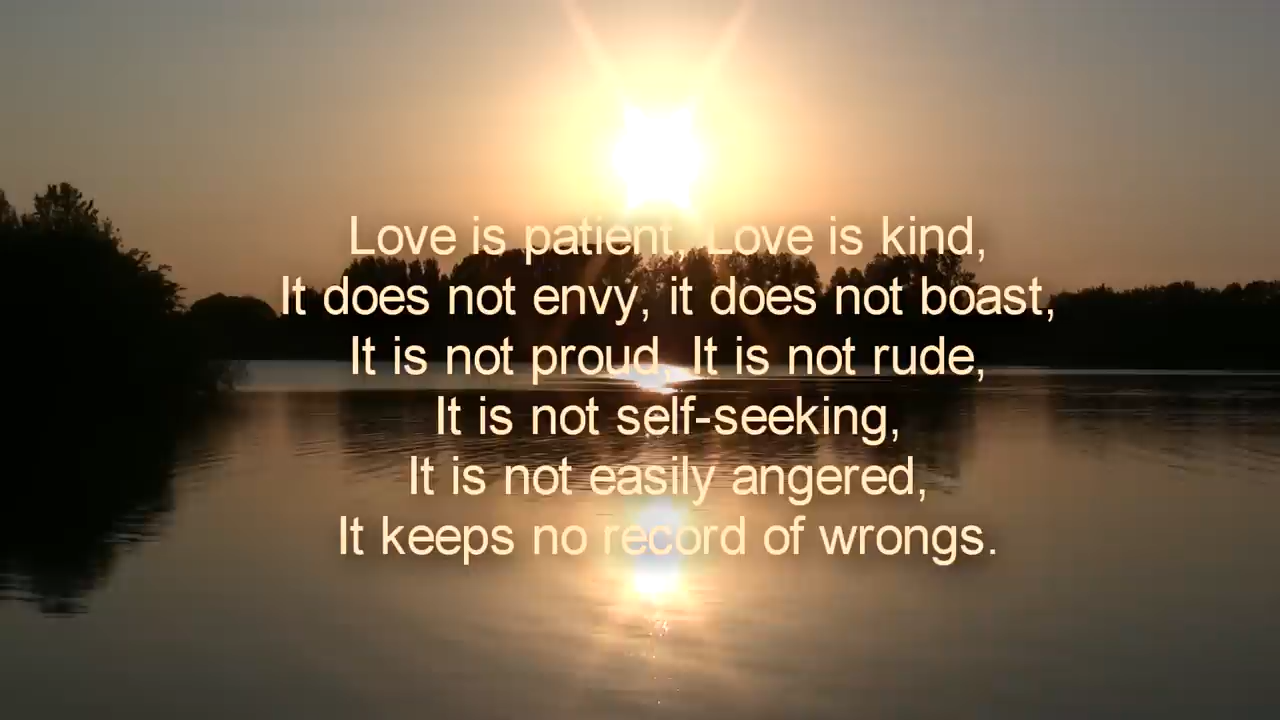 Love is patient, Love is kind,
It does not envy, it does not boast,
It is not proud, It is not rude,
It is not self-seeking,
It is not easily angered,
It keeps no record of wrongs.